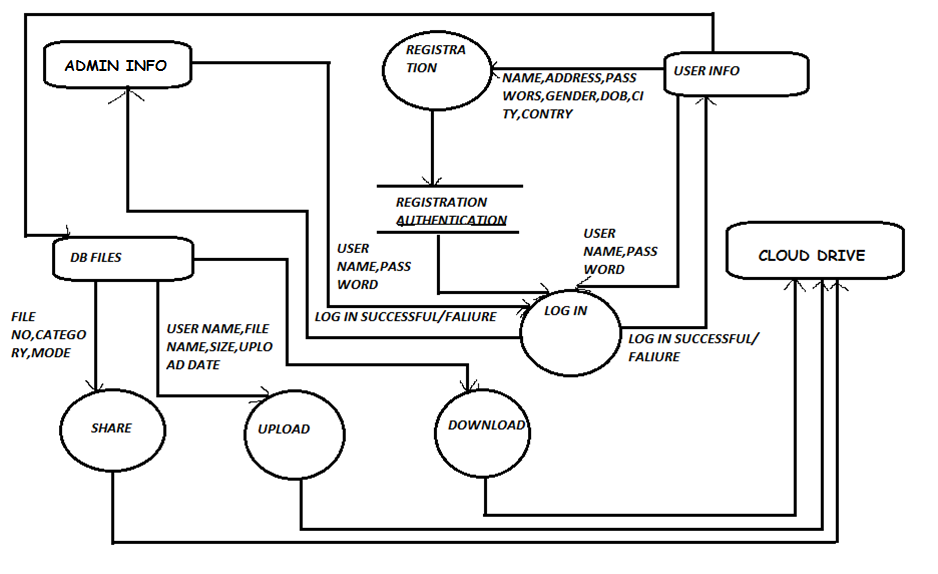 ADMIN INFO
REGISTRA
TION
USER INFO
NAME,ADDRESS,PASS
WORS,GENDER,DOB,CI
TY,CONTRY
REGISTRATION
AUTHENTICATION
USER
NAME,PASS
WORD
USER
NAME,PASS
WORD
CLOUD DRIVE
DB FILES
LOG IN
LOG IN SUCCESSFUL/FALIURE
LOG IN SUCCESSFUL/
FALIURE
FILE
NO,CATEGO
RY,MODE
USER NAME,FILE
NAME,SIZE,UPLO
AD DATE
SHARE
UPLOAD
DOWNLOAD